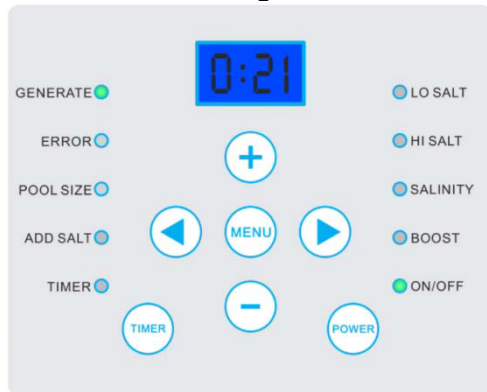 0:21
GENERATE
LO SALT
ERROR
HI SALT
+
POOL SIZE
SALINITY
MENU
ADD SALT
BOOST
TIMER
ON/OFF
−
TIMER
POWER